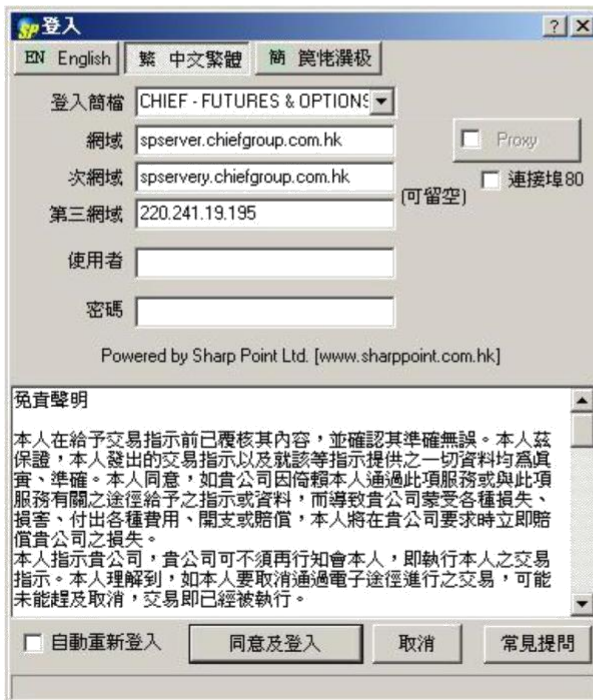 SP 登入
EN English 繁 中文繁體 簡 篪恅潠极
登入簡檔 CHIEF - FUTURES & OPTIONS
網域 spserver.chiefgroup.com.hk Proxy
次網域 spservery.chiefgroup.com.hk 連接埠80
(可留空)
第三網域 220.241.19.195
使用者
密碼
Powered by Sharp Point Ltd. [www.sharppoint.com.hk]
免責聲明
本人在給予交易指示前已覆核其內容，並確認其準確無誤。本人茲
保證，本人發出的交易指示以及就該等指示提供之一切資料均爲眞
實、準確。本人同意，如貴公司因倚賴本人通過此項服務或與此項
服務有關之途徑給予之指示或資料，而導致貴公司蒙受各種損失、
損害、付出各種費用、開支或賠償，本人將在貴公司要求時立即賠
償貴公司之損失。
本人指示貴公司，貴公司可不須再行知會本人，即執行本人之交易
指示。本人理解到，如本人要取消通過電子途徑進行之交易，可能
未能趕及取消，交易即已經被執行。
自動重新登入 同意及登入 取消 常見提問